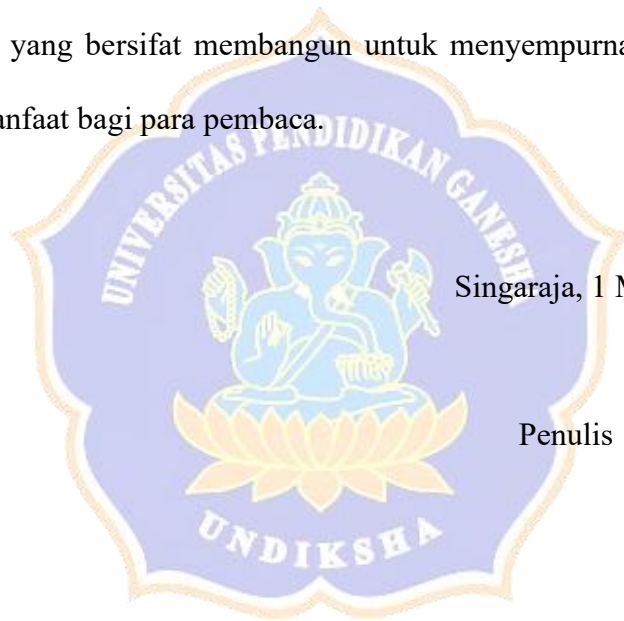 yang bersifat membangun untuk menyempurna
anfaat bagi para pembaca.
UNIVERSITAS PENDIDIKAN GANESHA
Singaraja, 1 M
Penulis
UNDIKSHA